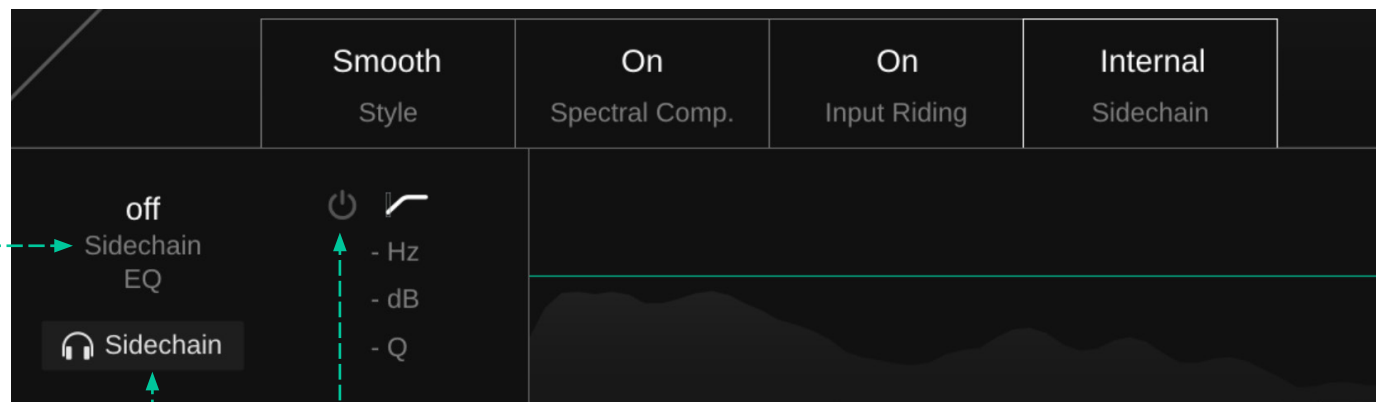 Smooth
Style
On
Spectral Comp.
On
Input Riding
Internal
Sidechain
off
Sidechain
EQ
Sidechain
- Hz
- dB
- Q